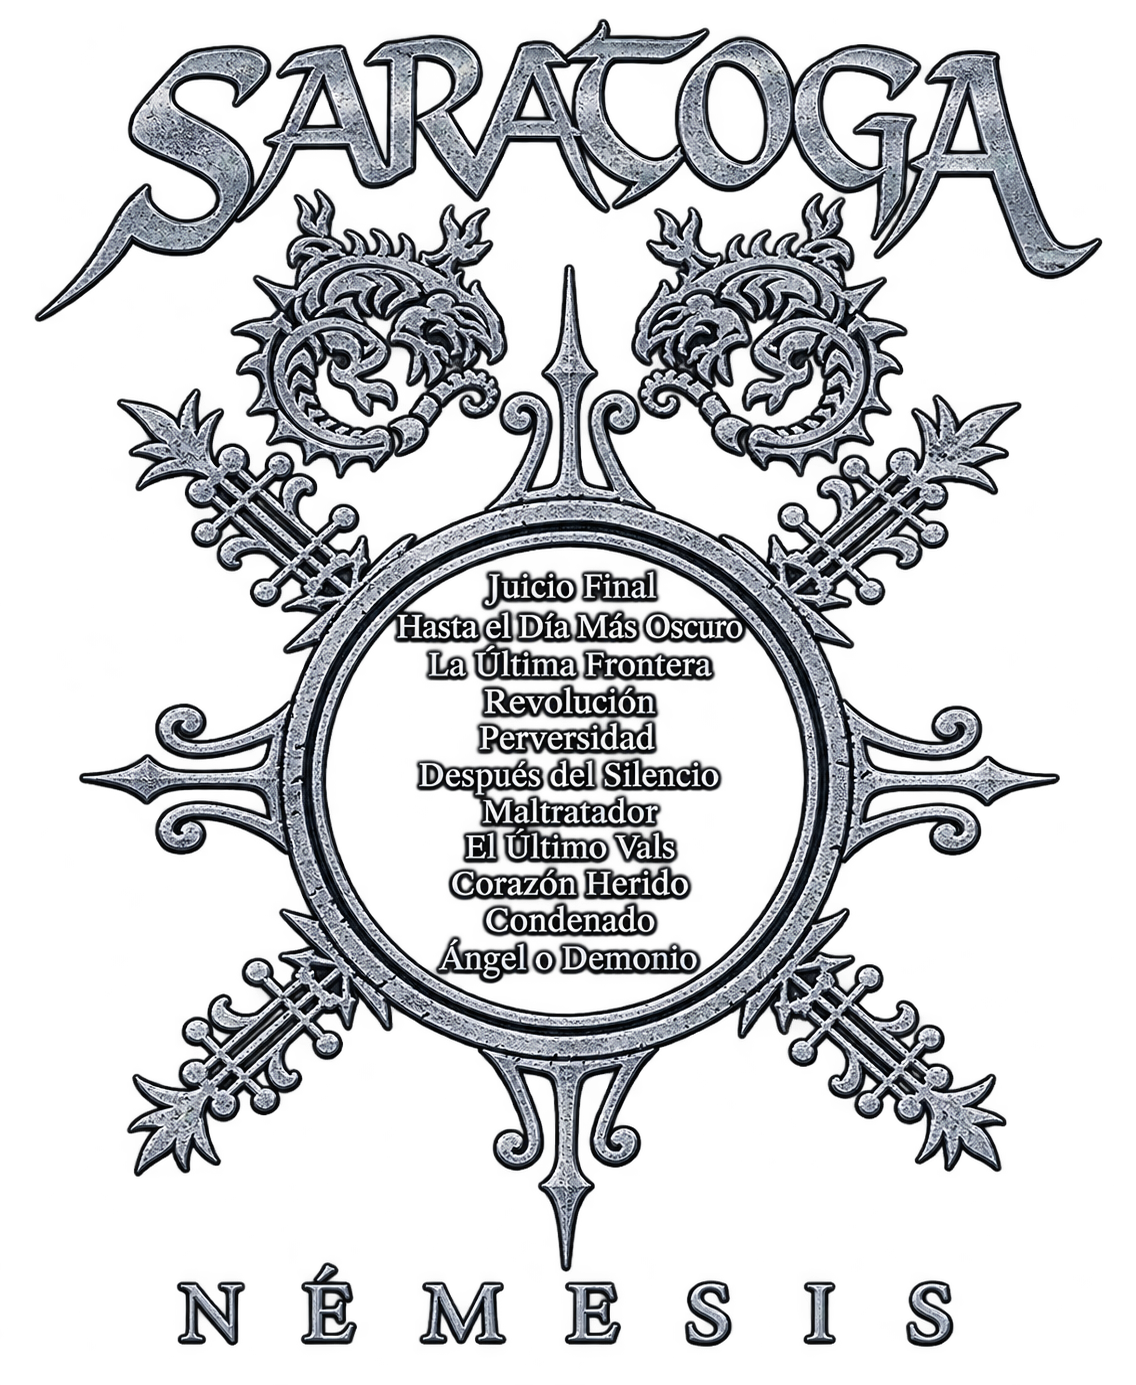 SARATOGA
Juicio Final
Hasta el Día Más Oscuro
La Última Frontera
Revolución
Perversidad
Después del Silencio
Maltratador
El Último Vals
Corazón Herido
Condenado
Ángel o Demonio
NÉMESIS